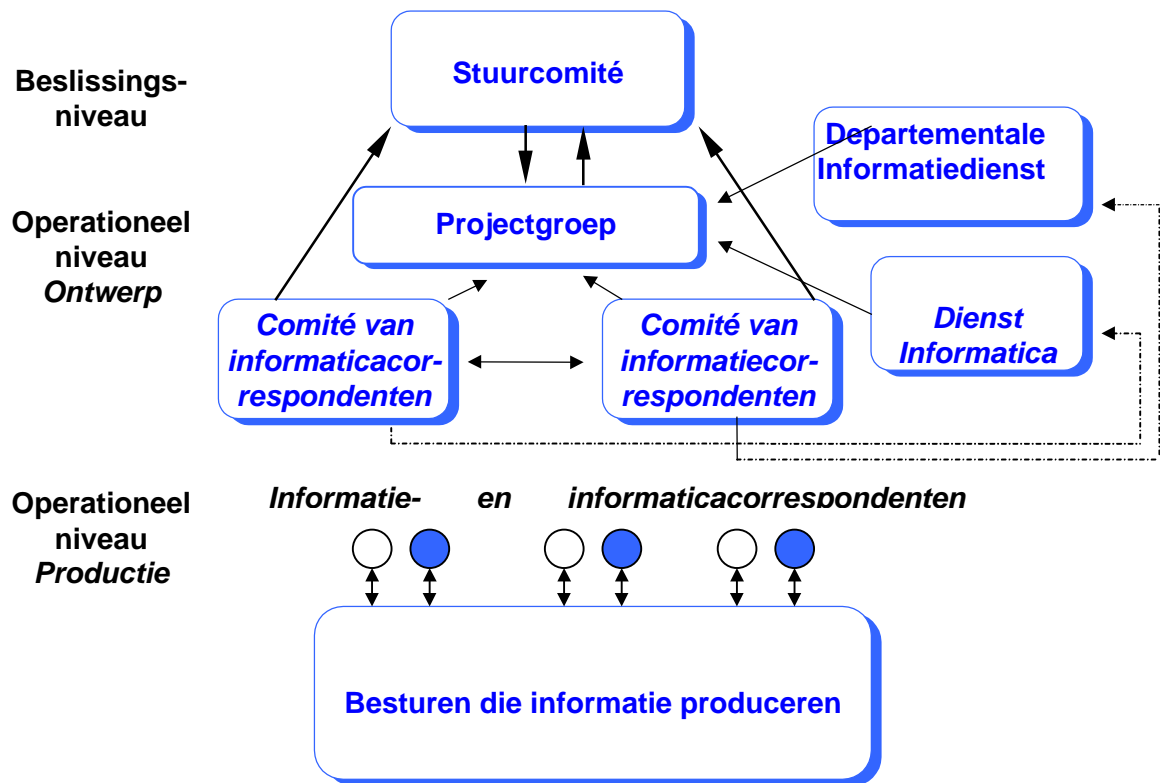 Stuurcomité
Beslissings-
niveau
Departementale
Informatiedienst
Projectgroep
Operationeel
niveau
Ontwerp
Comité van
informaticacor-
respondenten
Comité van
informatiecor-
respondenten
Dienst
Informatica
Operationeel
niveau
Productie
Informatie- en informaticacorrespondenten
Besturen die informatie produceren